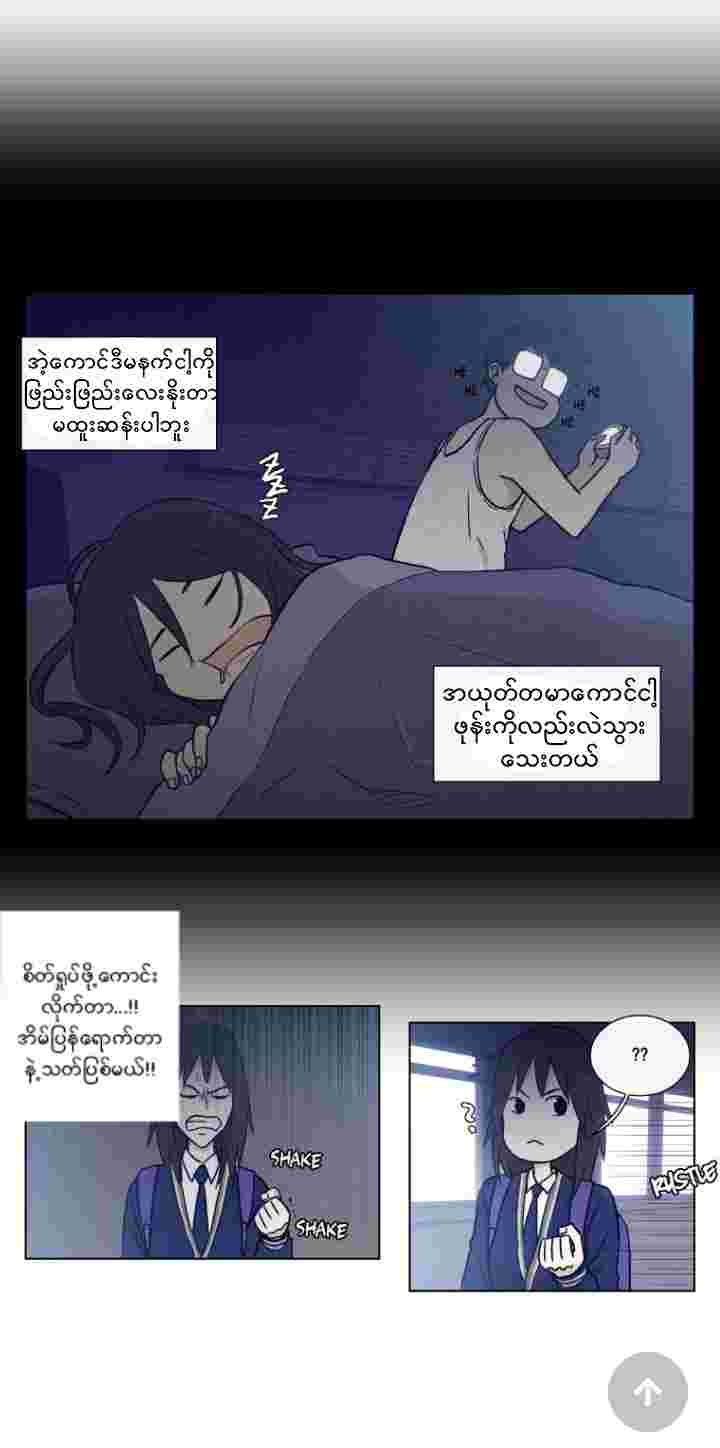 အဲ့ကောင်ဒီမနက်ငါ့ကို
ဖြည်းဖြည်းလေးနိုးတာ
မထူးဆန်းပါဘူး
HE
HE
HE
HE
HE
ZZZ
အယုတ်တမာကောင်ငါ့
ဖုန်းကိုလည်းလဲသွား
သေးတယ်
စိတ်ရှုပ်ဖို့ကောင်း
လိုက်တာ...!!
အိမ်ပြန်ရောက်တာ
နဲ့သတ်ပြစ်မယ်!!
SHAKE
SHAKE
??
?
RUSTLE